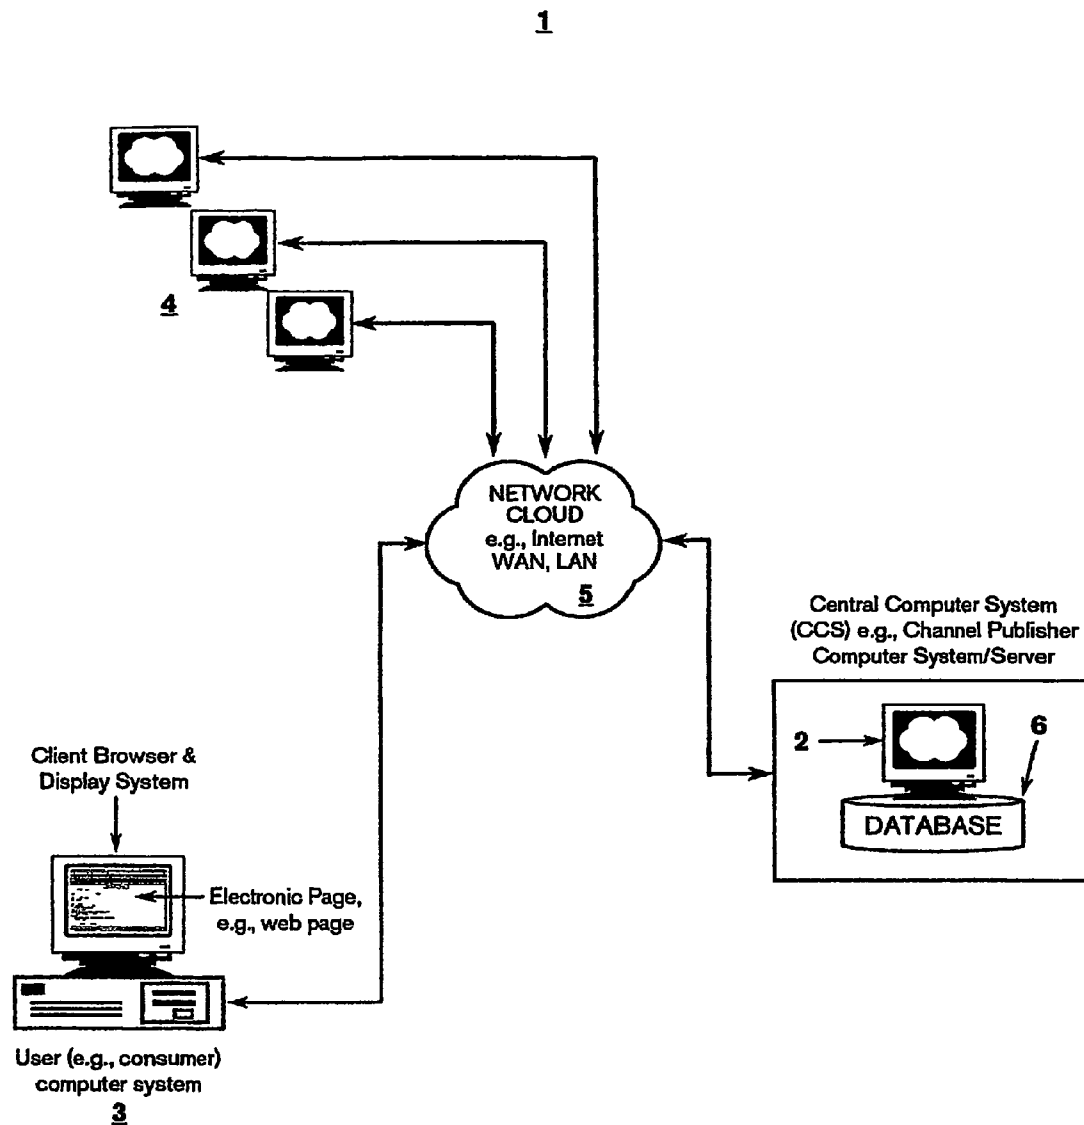 1
4
NETWORK
CLOUD
e.g., Internet
WAN, LAN
5
Central Computer System
(CCS) e.g., Channel Publisher
Computer System/Server
2
6
DATABASE
Client Browser &
Display System
Electronic Page,
e.g., web page
User (e.g., consumer)
computer system
3